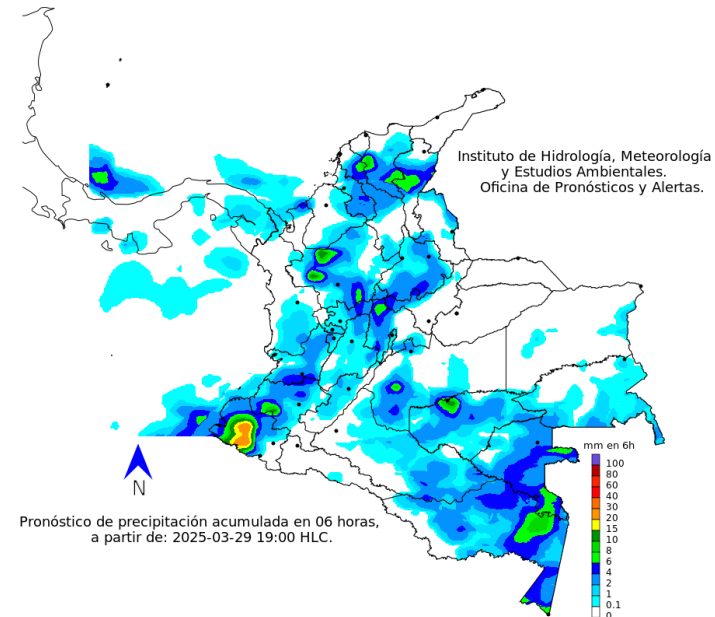 Instituto de Hidrología, Meteorología
y Estudios Ambientales.
Oficina de Pronósticos y Alertas.
mm en 6h
100
80
60
40
30
20
15
10
8
6
4
2
1
0.1
0
N
Pronóstico de precipitación acumulada en 06 horas,
a partir de: 2025-03-29 19:00 HLC.